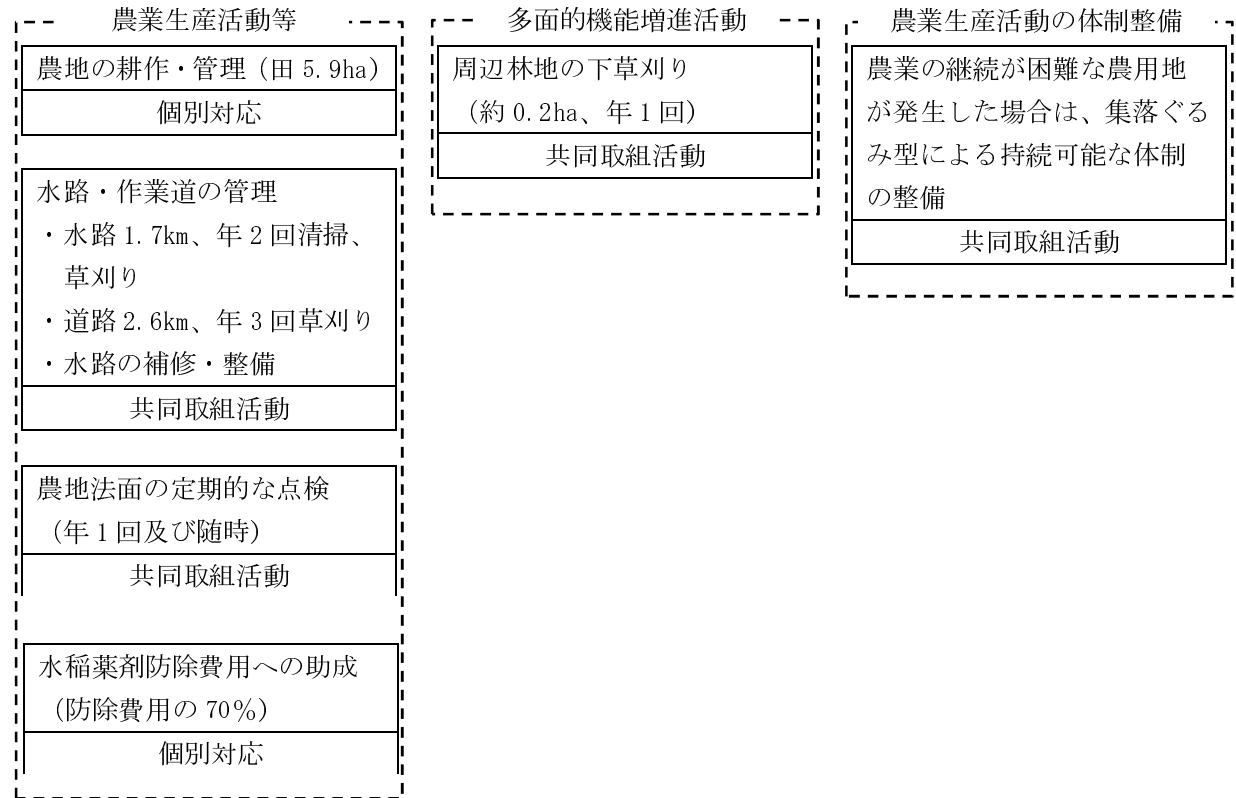 農業生産活動等
農地の耕作・管理（田 5.9ha）
個別対応
水路・作業道の管理
・水路 1.7km、年２回清掃、
草刈り
・道路 2.6km、年３回草刈り
・水路の補修・整備
共同取組活動
農地法面の定期的な点検
（年１回及び随時）
共同取組活動
水稲薬剤防除費用への助成
（防除費用の 70％）
個別対応
多面的機能増進活動
周辺林地の下草刈り
（約 0.2ha、年１回）
共同取組活動
農業生産活動の体制整備
農業の継続が困難な農用地
が発生した場合は、集落ぐる
み型による持続可能な体制
の整備
共同取組活動